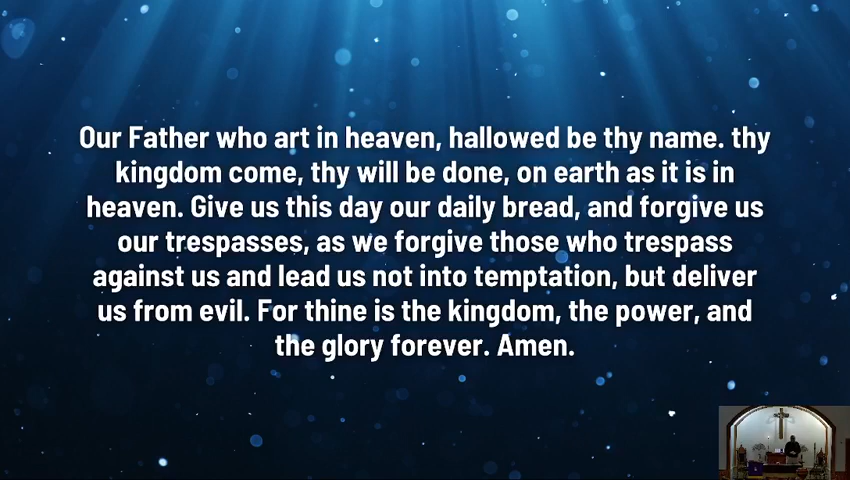 Our Father who art in heaven, hallowed be thy name. thy
kingdom come, thy will be done, on earth as it is in
heaven. Give us this day our daily bread, and forgive us
our trespasses, as we forgive those who trespass
against us and lead us not into temptation, but deliver
us from evil. For thine is the kingdom, the power, and
the glory forever. Amen.